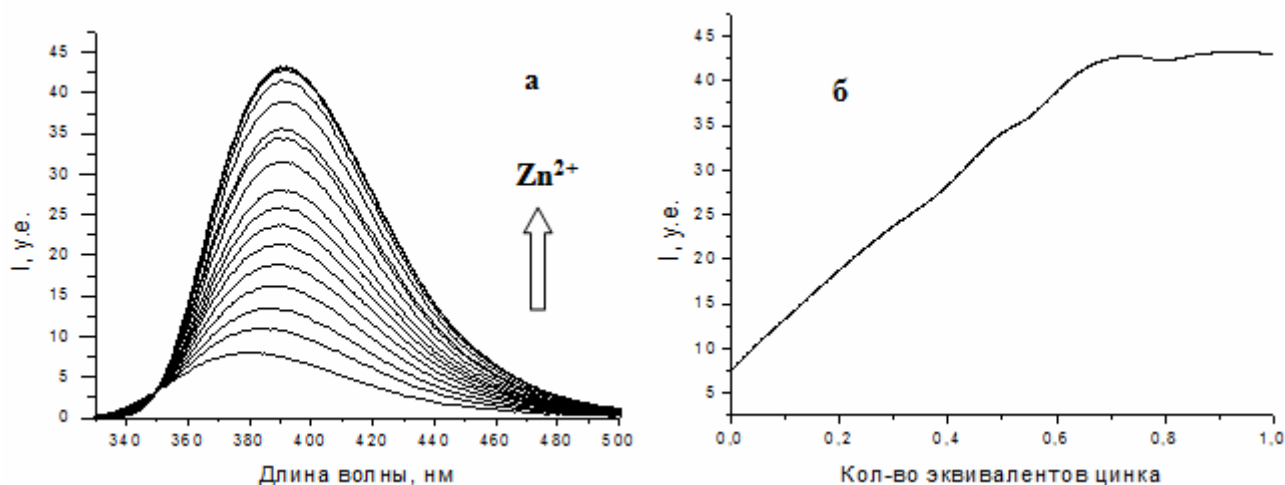 45
40
35
30
25
20
15
10
5
0
I, у.е.
340 360 380 400 420 440 460 480 500
Длина волны, нм
а
Zn²⁺
45
40
35
30
25
20
15
10
5
I, у.е.
б
0,0 0,2 0,4 0,6 0,8 1,0
Кол-во эквивалентов цинка